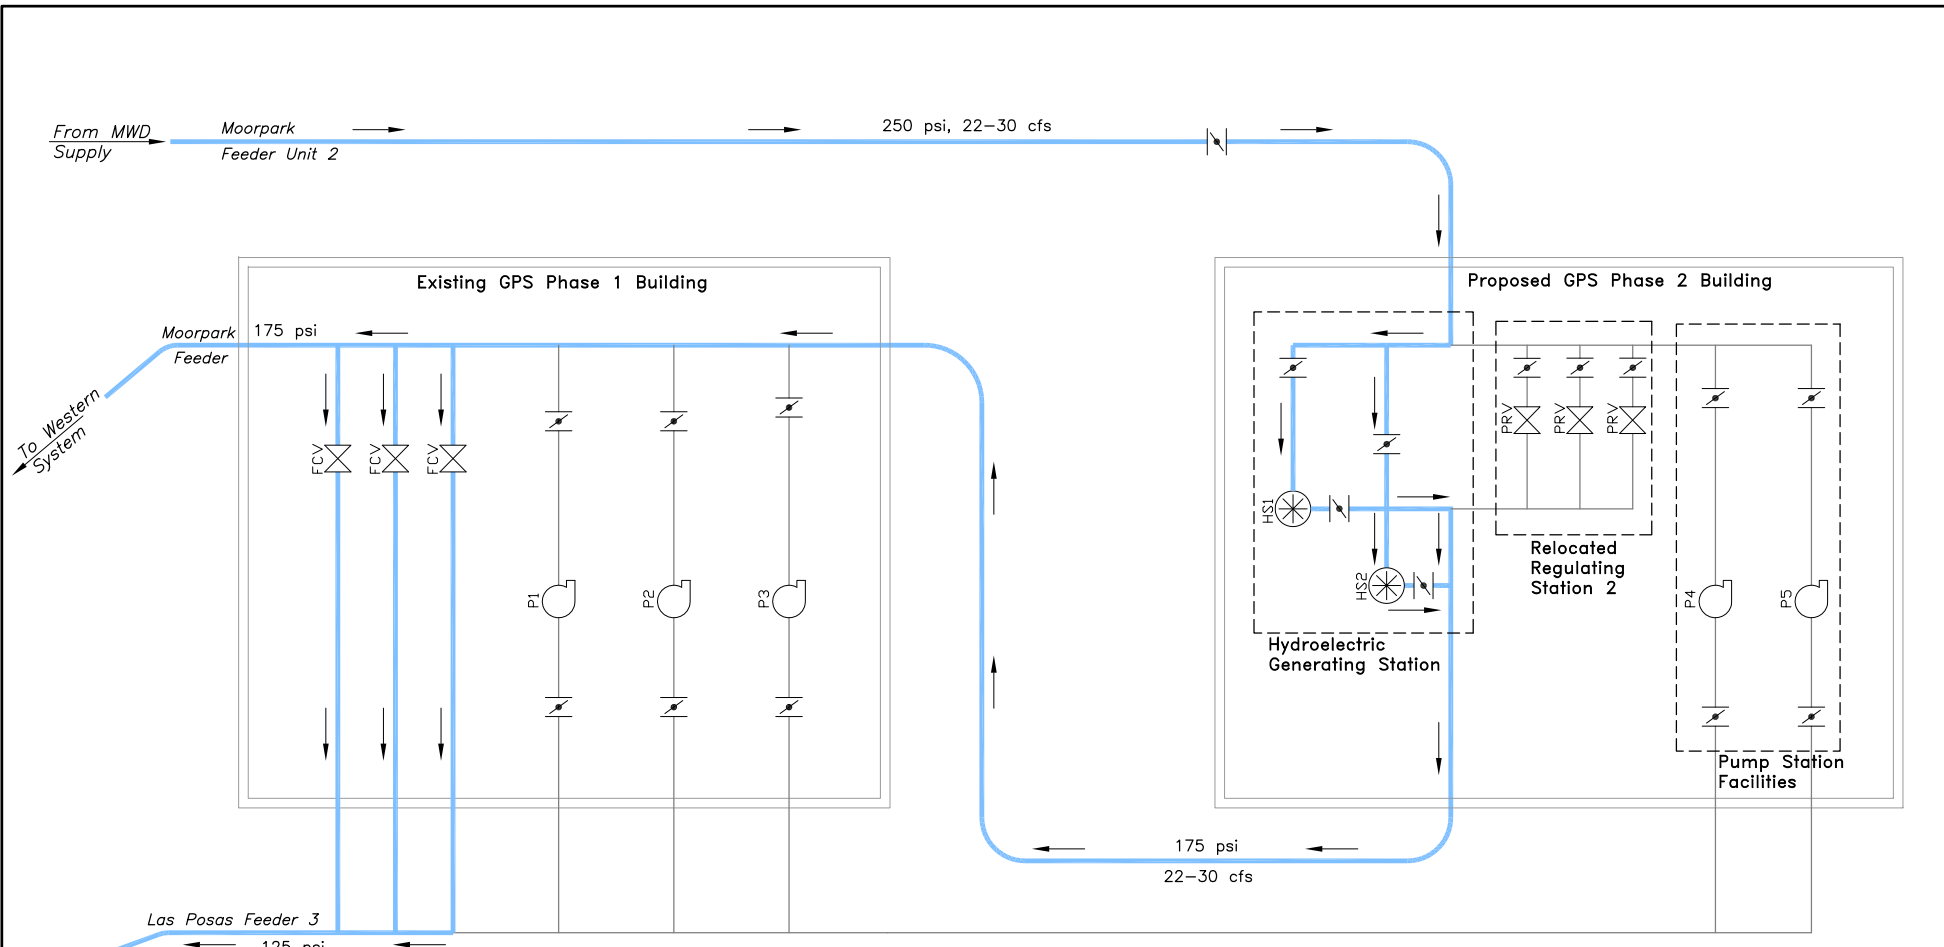 From MWD
Supply
Moorpark
Feeder Unit 2
250 psi, 22-30 cfs
Existing GPS Phase 1 Building
Proposed GPS Phase 2 Building
Moorpark
Feeder
175 psi
To Western
System
FCV
FCV
FCV
P1
P2
P3
HS1
HS2
Hydroelectric
Generating Station
PRV
PRV
PRV
Relocated
Regulating
Station 2
P4
P5
Pump Station
Facilities
175 psi
22-30 cfs
Las Posas Feeder 3
125 psi